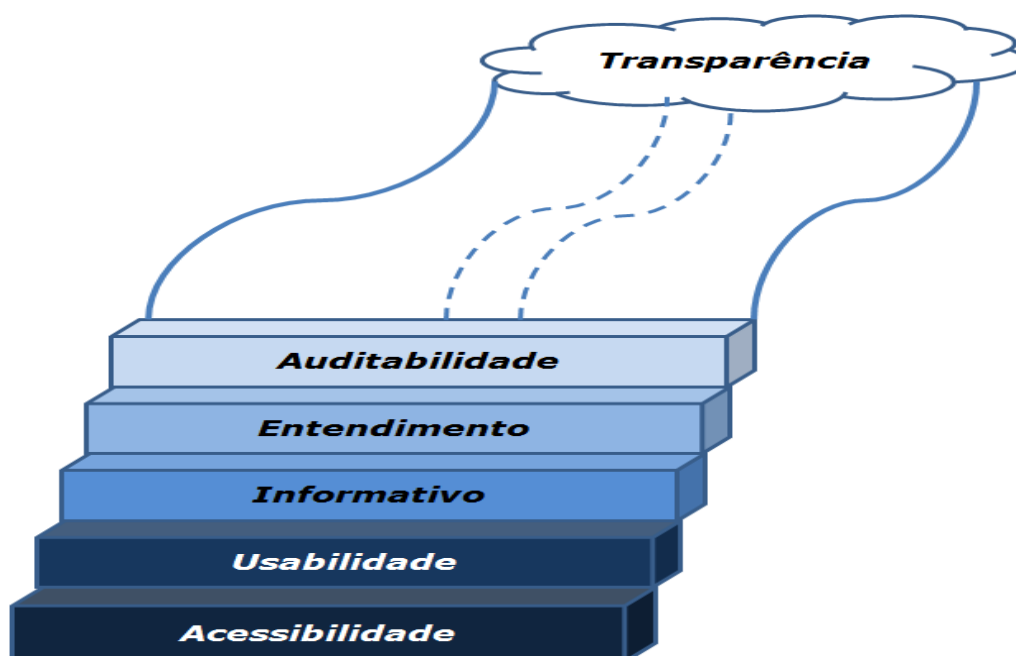 Transparência
Auditabilidade
Entendimento
Informativo
Usabilidade
Acessibilidade